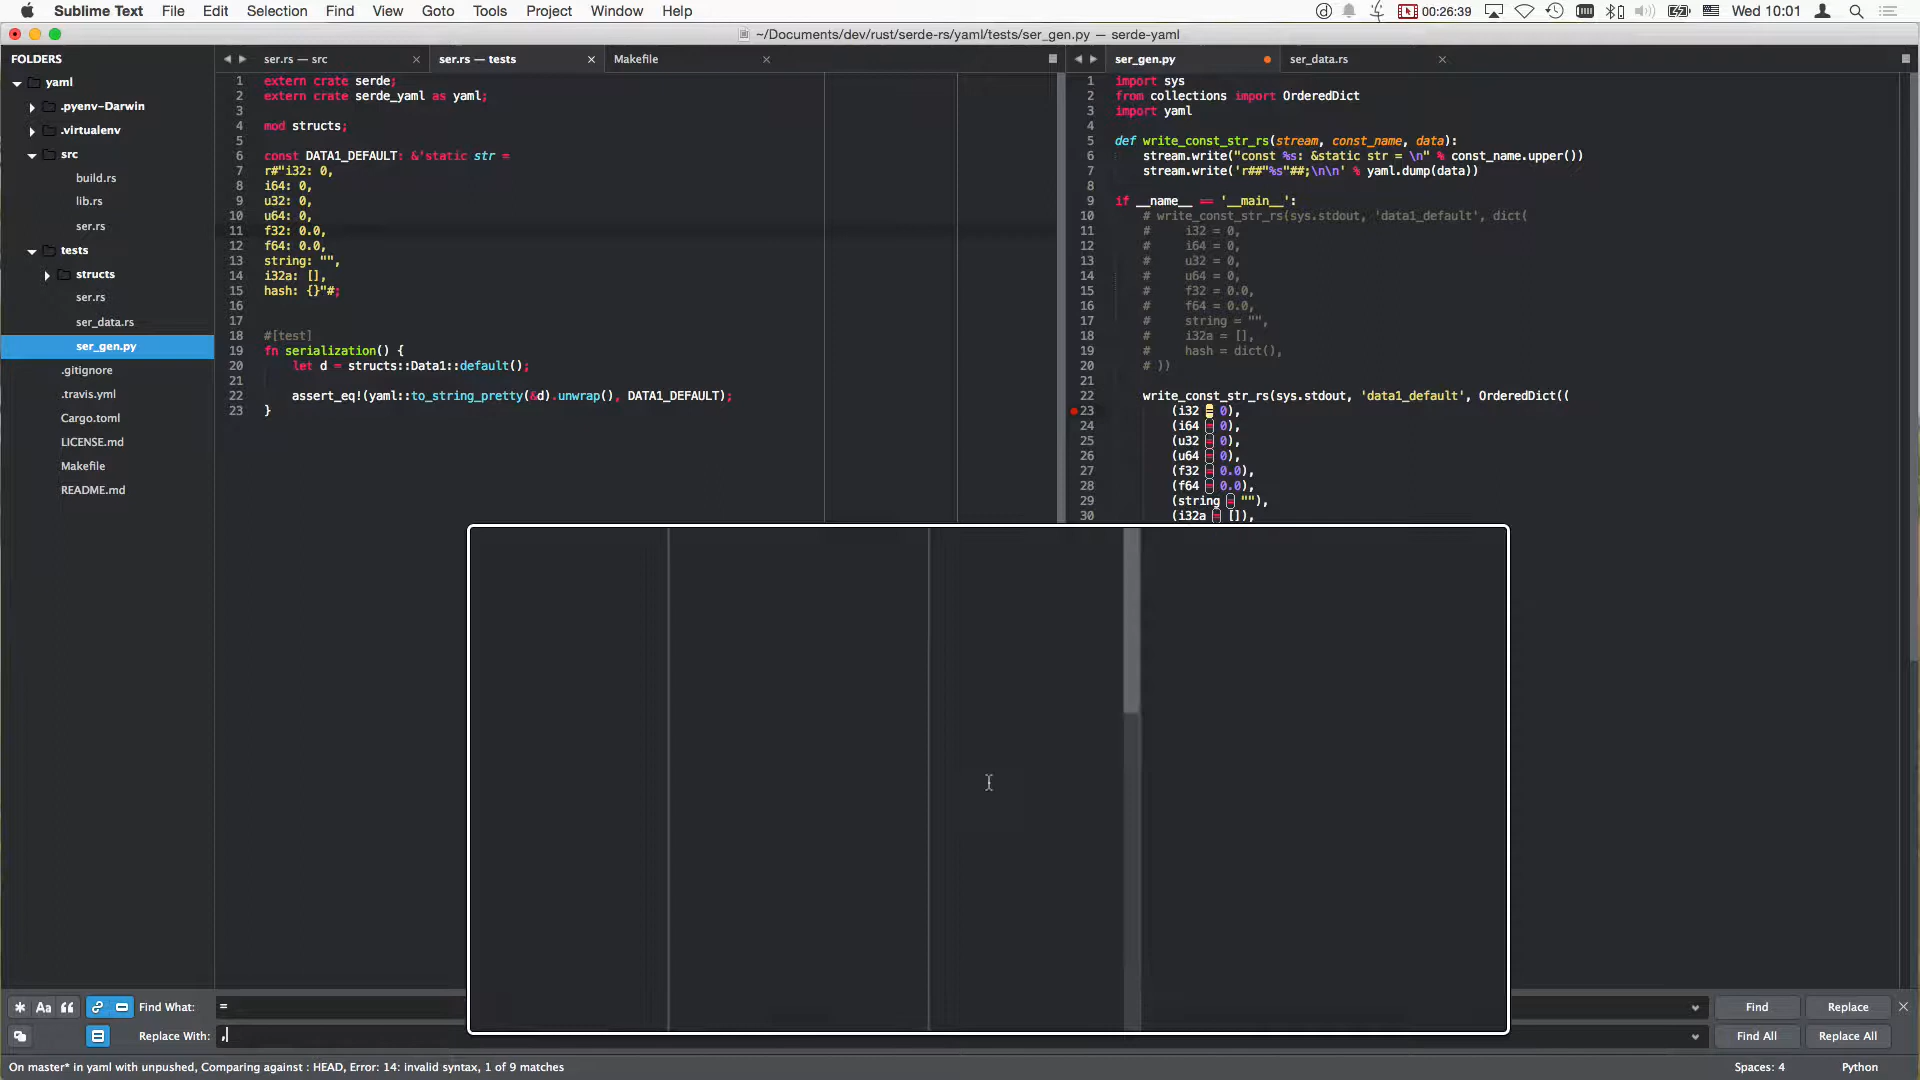 Sublime Text File Edit Selection Find View Goto Tools Project Window Help 00:26:39 Wed 10:01
~/Documents/dev/rust/serde-rs/yaml/tests/ser_gen.py — serde-yaml
FOLDERS
yaml
.pyenv-Darwin
.virtualenv
src
build.rs
lib.rs
ser.rs
tests
structs
ser.rs
ser_data.rs
ser_gen.py
.gitignore
.travis.yml
Cargo.toml
LICENSE.md
Makefile
README.md
ser.rs — src ser.rs — tests Makefile
1 extern crate serde;
2 extern crate serde_yaml as yaml;
3
4 mod structs;
5
6 const DATA1_DEFAULT: &'static str =
7 r#"i32: 0,
8 i64: 0,
9 u32: 0,
10 u64: 0,
11 f32: 0.0,
12 f64: 0.0,
13 string: "",
14 i32a: [],
15 hash: {}"#;
16
17
18 #[test]
19 fn serialization() {
20 let d = structs::Data1::default();
21
22 assert_eq!(yaml::to_string_pretty(&d).unwrap(), DATA1_DEFAULT);
23 }
ser_gen.py ser_data.rs
1 import sys
2 from collections import OrderedDict
3 import yaml
4
5 def write_const_str_rs(stream, const_name, data):
6 stream.write("const %s: &static str = \n" % const_name.upper())
7 stream.write('r##"%s"##;\n\n' % yaml.dump(data))
8
9 if __name__ == '__main__':
10 # write_const_str_rs(sys.stdout, 'data1_default', dict(
11 # i32 = 0,
12 # i64 = 0,
13 # u32 = 0,
14 # u64 = 0,
15 # f32 = 0.0,
16 # f64 = 0.0,
17 # string = "",
18 # i32a = [],
19 # hash = dict(),
20 # ))
21
22 write_const_str_rs(sys.stdout, 'data1_default', OrderedDict((
23 (i32 = 0),
24 (i64 = 0),
25 (u32 = 0),
26 (u64 = 0),
27 (f32 = 0.0),
28 (f64 = 0.0),
29 (string = ""),
30 (i32a = []),
Find What: = Find Replace
Replace With: , Find All Replace All
On master* in yaml with unpushed, Comparing against : HEAD, Error: 14: invalid syntax, 1 of 9 matches Spaces: 4 Python